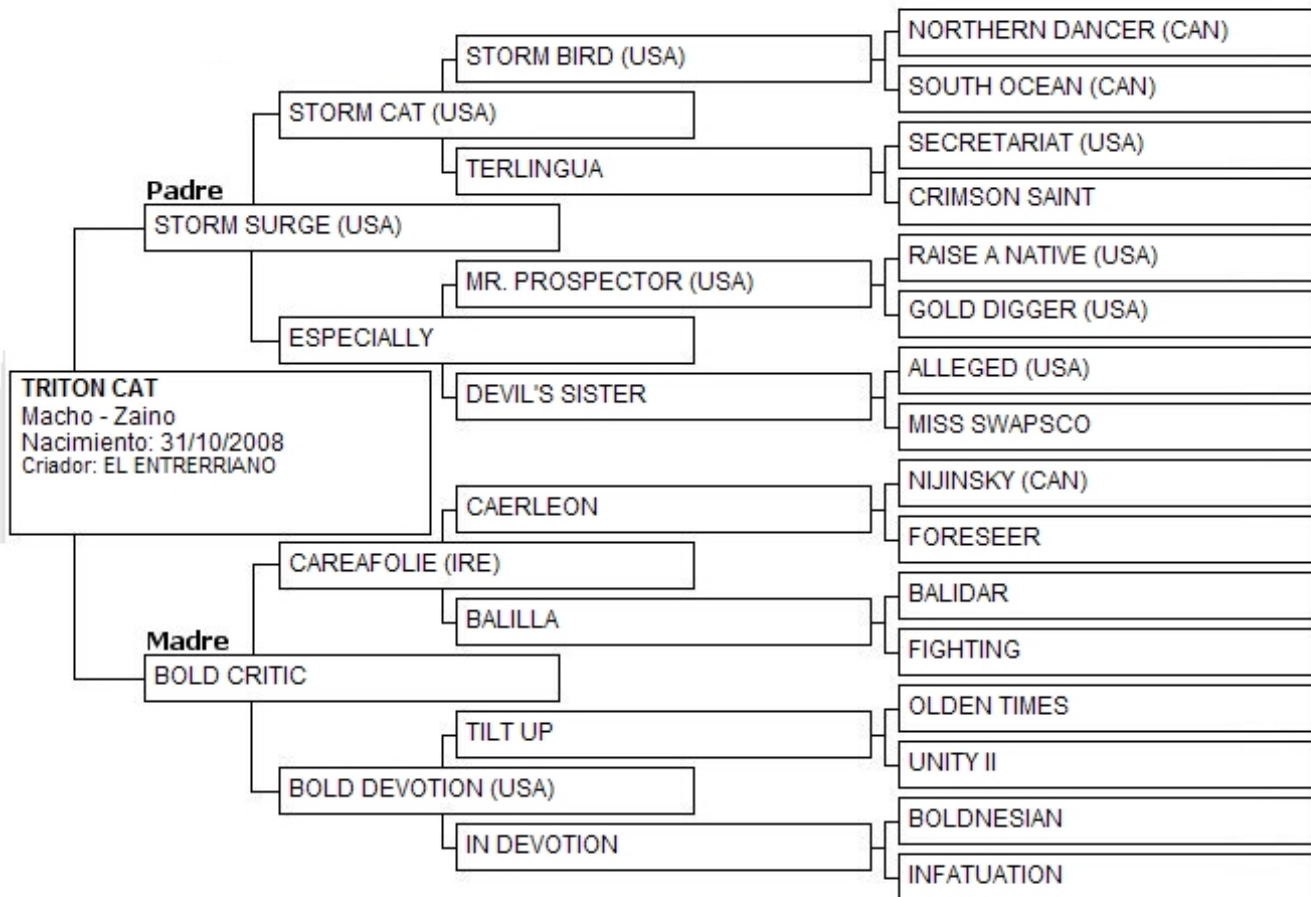 NORTHERN DANCER (CAN)
STORM BIRD (USA)
SOUTH OCEAN (CAN)
STORM CAT (USA)
SECRETARIAT (USA)
TERLINGUA
CRIMSON SAINT
Padre
STORM SURGE (USA)
RAISE A NATIVE (USA)
MR. PROSPECTOR (USA)
GOLD DIGGER (USA)
ESPECIALLY
ALLEGED (USA)
DEVIL'S SISTER
MISS SWAPSCO
TRITON CAT
Macho - Zaino
Nacimiento: 31/10/2008
Criador: EL ENTRERRIANO
NIJINSKY (CAN)
CAERLEON
FORESEER
CAREAFOLIE (IRE)
BALIDAR
BALILLA
FIGHTING
Madre
BOLD CRITIC
OLDEN TIMES
TILT UP
UNITY II
BOLD DEVOTION (USA)
BOLDNESIAN
IN DEVOTION
INFATUATION